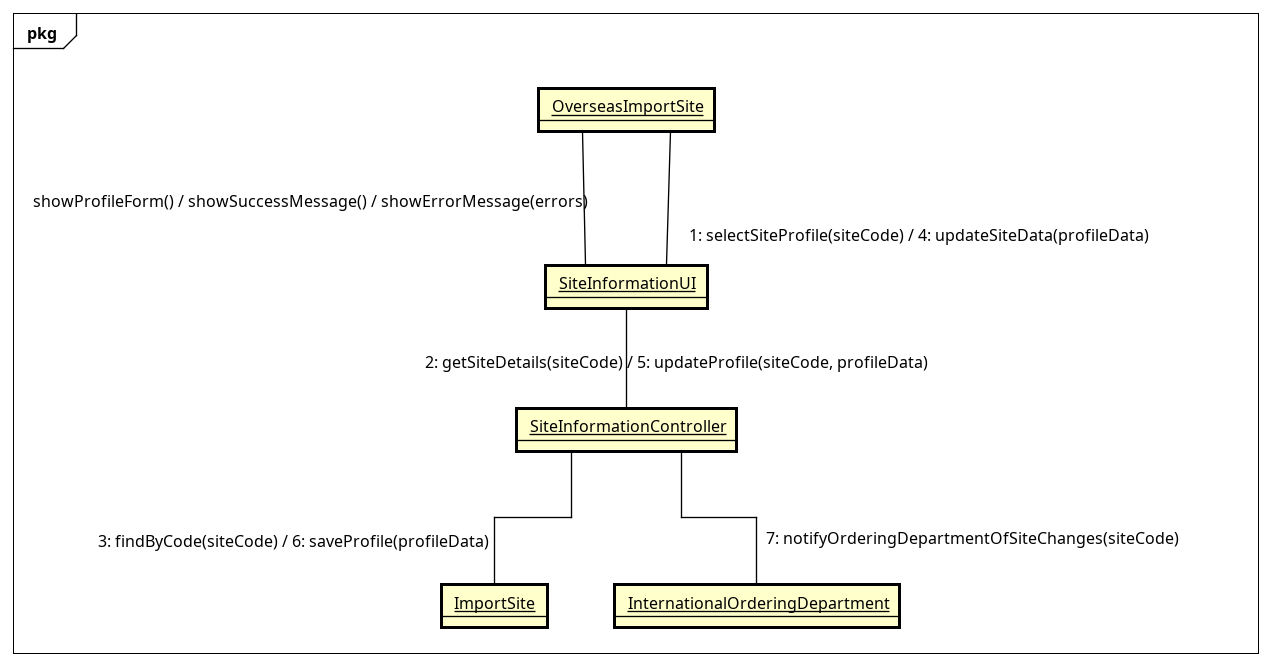 pkg
OverseasImportSite
showProfileForm() / showSuccessMessage() / showErrorMessage(errors)
1: selectSiteProfile(siteCode) / 4: updateSiteData(profileData)
SiteInformationUI
2: getSiteDetails(siteCode) / 5: updateProfile(siteCode, profileData)
SiteInformationController
3: findByCode(siteCode) / 6: saveProfile(profileData)
7: notifyOrderingDepartmentOfSiteChanges(siteCode)
ImportSite
InternationalOrderingDepartment